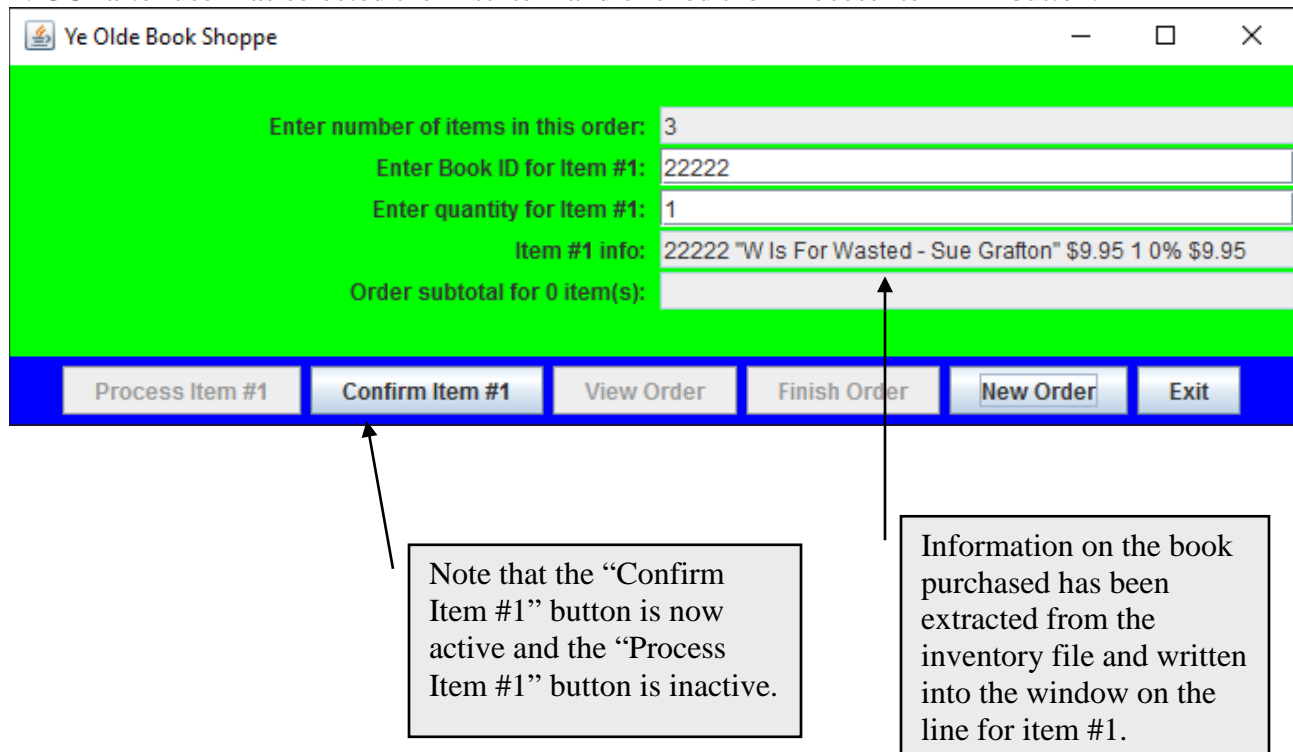 Ye Olde Book Shoppe
Enter number of items in this order: 3
Enter Book ID for Item #1: 22222
Enter quantity for Item #1: 1
Item #1 info: 22222 "W Is For Wasted - Sue Grafton" $9.95 1 0% $9.95
Order subtotal for 0 item(s):
Process Item #1 Confirm Item #1 View Order Finish Order New Order Exit
Note that the “Confirm
Item #1” button is now
active and the “Process
Item #1” button is inactive.
Information on the book
purchased has been
extracted from the
inventory file and written
into the window on the
line for item #1.